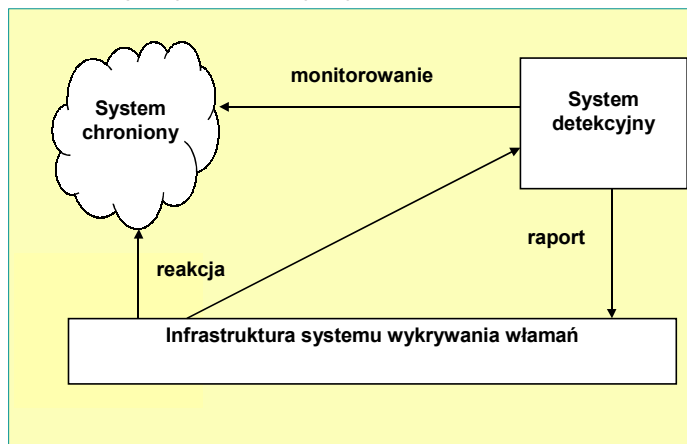 monitorowanie
System
chroniony
System
detekcyjny
raport
reakcja
Infrastruktura systemu wykrywania włamań